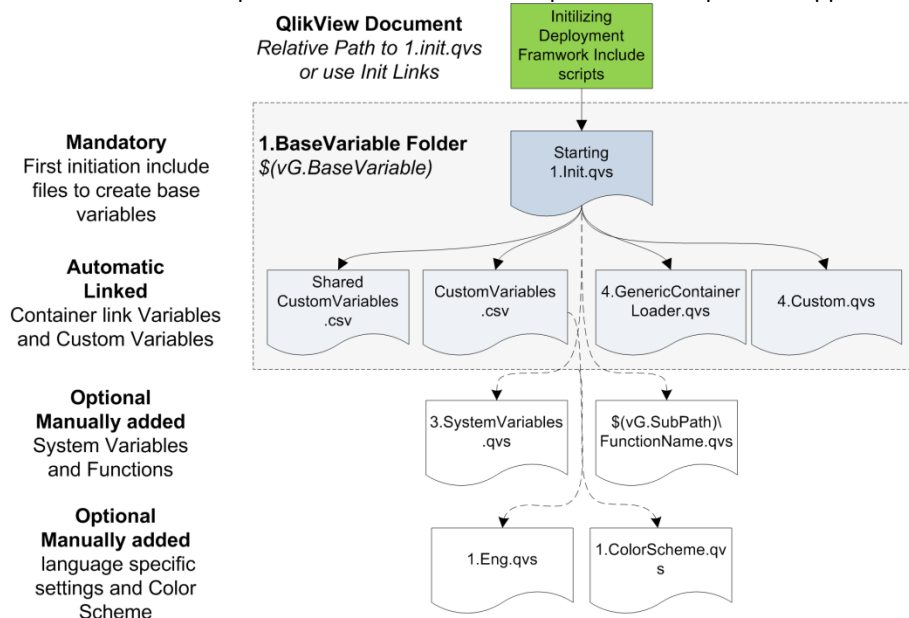 QlikView Document
Relative Path to 1.init.qvs
or use Init Links
Initilizing
Deployment
Framwork Include
scripts
Mandatory
First initiation include
files to create base
variables
1.BaseVariable Folder
$(vG.BaseVariable)
Starting
1.Init.qvs
Automatic
Linked
Container link Variables
and Custom Variables
Shared
CustomVariables
.csv
CustomVariables
.csv
4.GenericContainer
Loader.qvs
4.Custom.qvs
Optional
Manually added
System Variables
and Functions
3.SystemVariables
.qvs
$(vG.SubPath)\
FunctionName.qvs
Optional
Manually added
language specific
settings and Color
Scheme
1.Eng.qvs
1.ColorScheme.qv
s